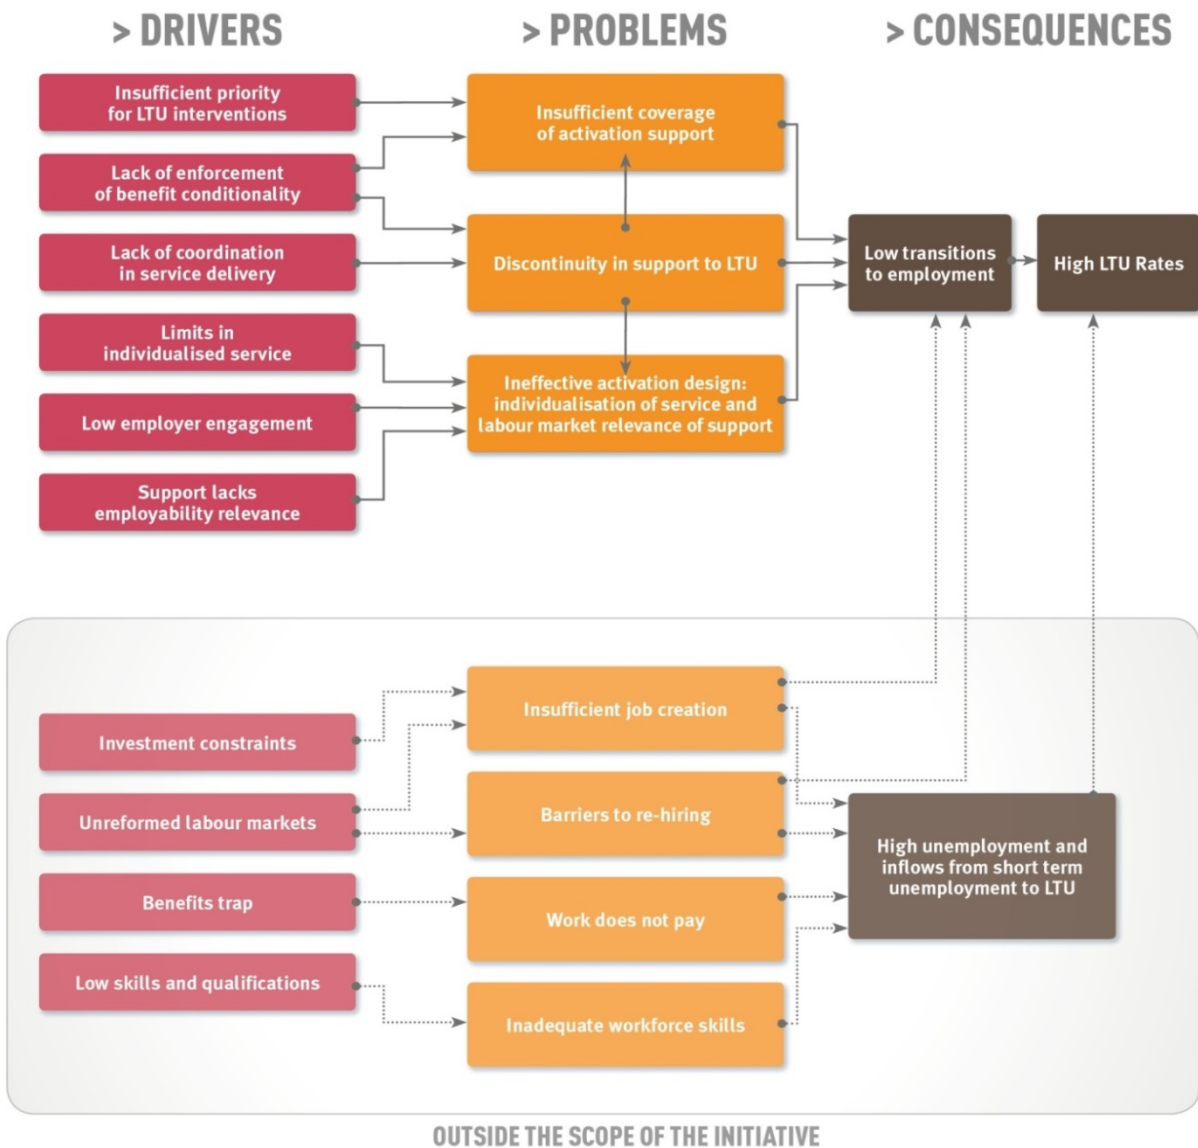 > DRIVERS
> PROBLEMS
> CONSEQUENCES
Insufficient priority
for LTU interventions
Lack of enforcement
of benefit conditionality
Lack of coordination
in service delivery
Limits in
individualised service
Low employer engagement
Support lacks
employability relevance
Insufficient coverage
of activation support
Discontinuity in support to LTU
Ineffective activation design:
individualisation of service and
labour market relevance of support
Low transitions
to employment
High LTU Rates
Investment constraints
Unreformed labour markets
Benefits trap
Low skills and qualifications
Insufficient job creation
Barriers to re-hiring
Work does not pay
Inadequate workforce skills
High unemployment and
inflows from short term
unemployment to LTU
OUTSIDE THE SCOPE OF THE INITIATIVE